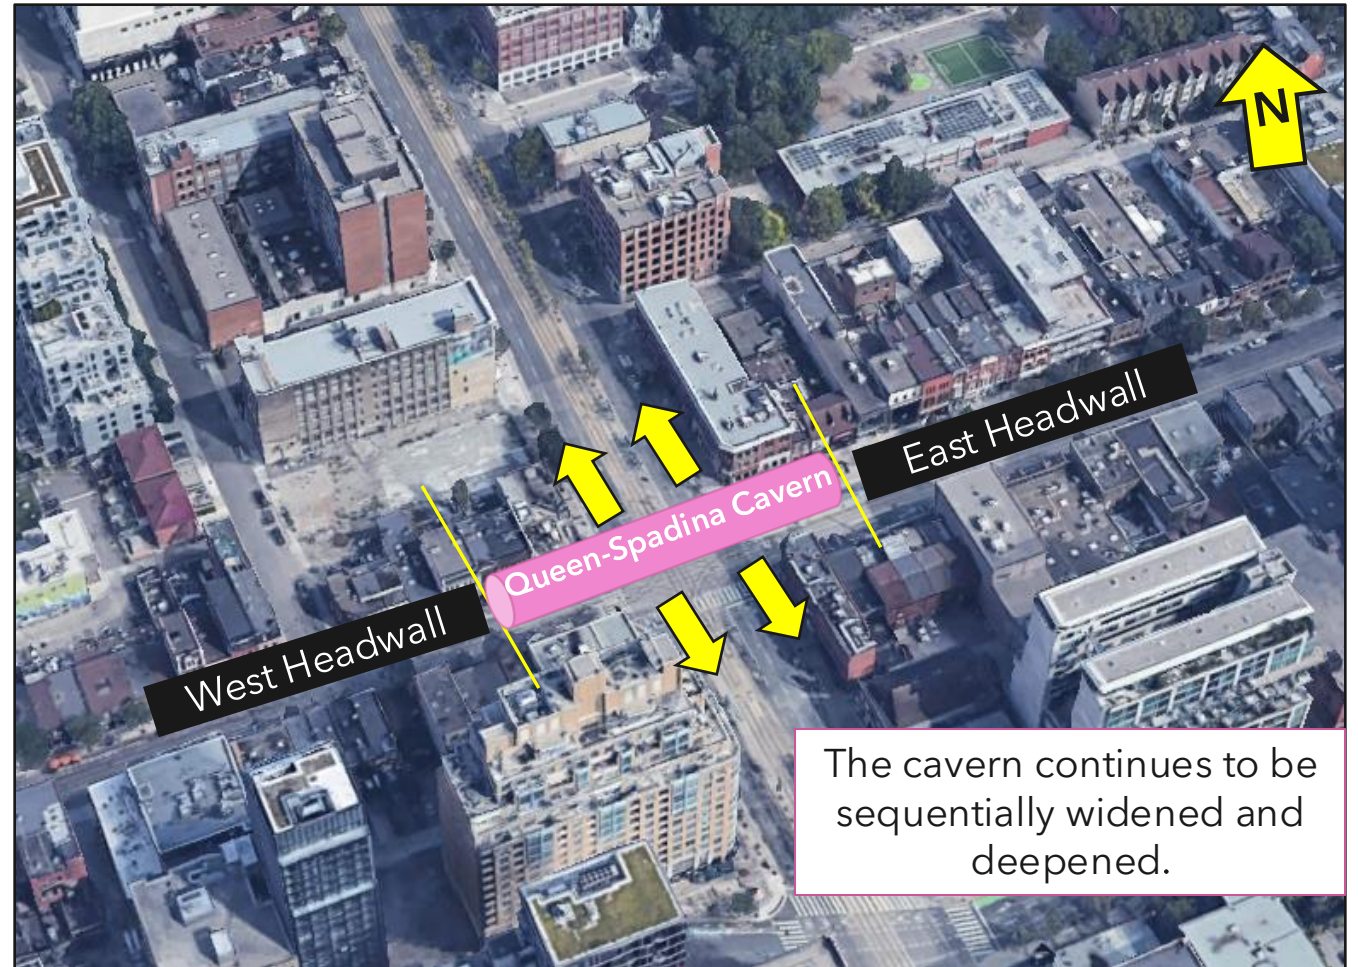 N
East Headwall
Queen-Spadina Cavern
West Headwall
The cavern continues to be
sequentially widened and
deepened.